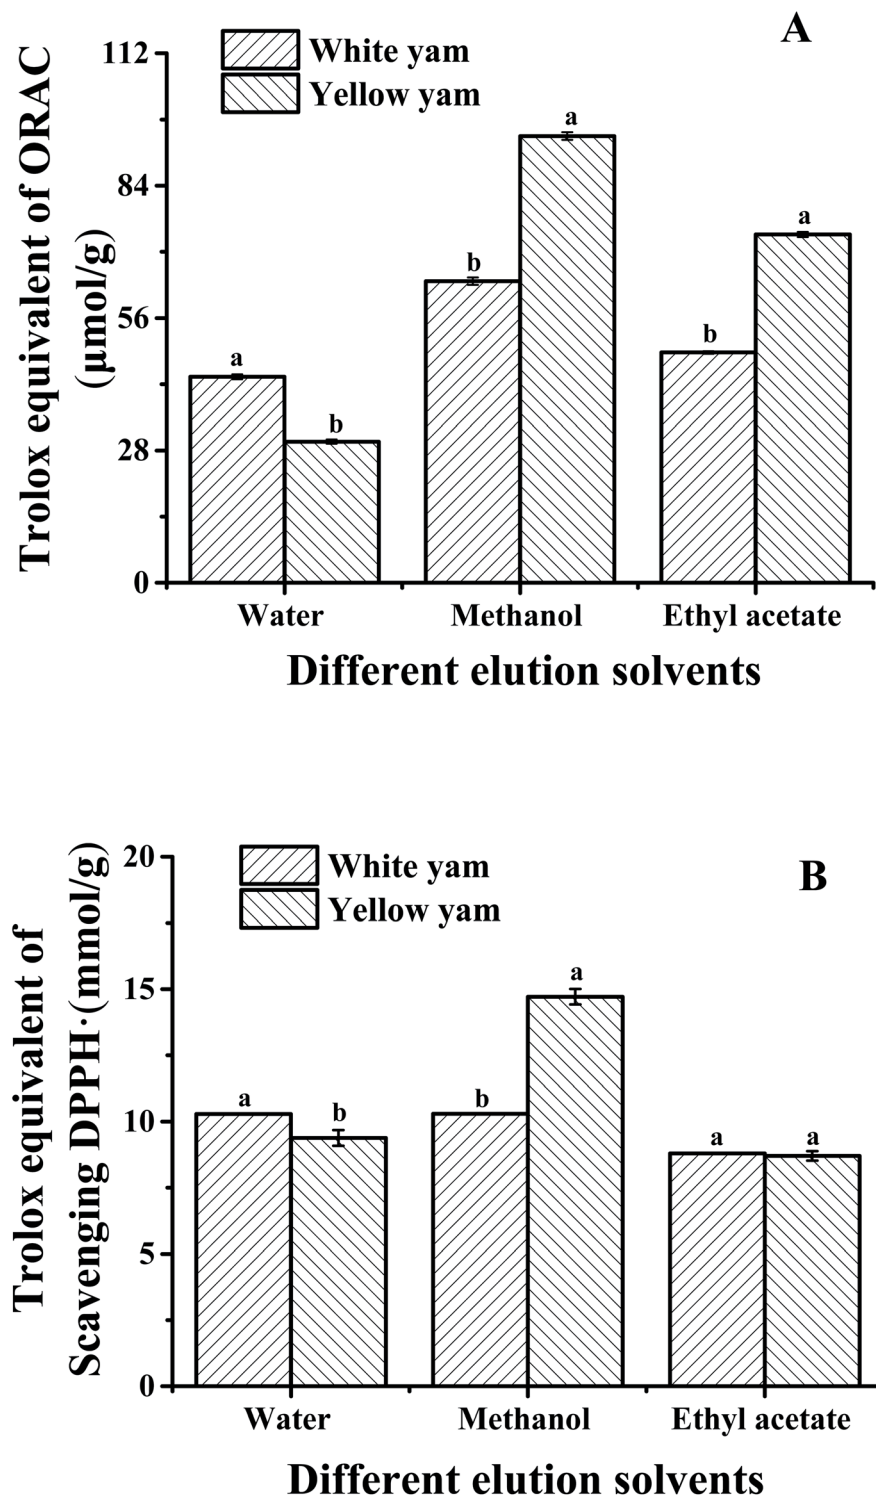 A
White yam
Yellow yam
Trolox equivalent of ORAC
(μmol/g)
112
84
56
28
0
a
b
b
a
b
a
Water
Methanol
Ethyl acetate
Different elution solvents
B
White yam
Yellow yam
Trolox equivalent of
Scavenging DPPH·(mmol/g)
20
15
10
5
0
a
b
b
a
a
a
Water
Methanol
Ethyl acetate
Different elution solvents